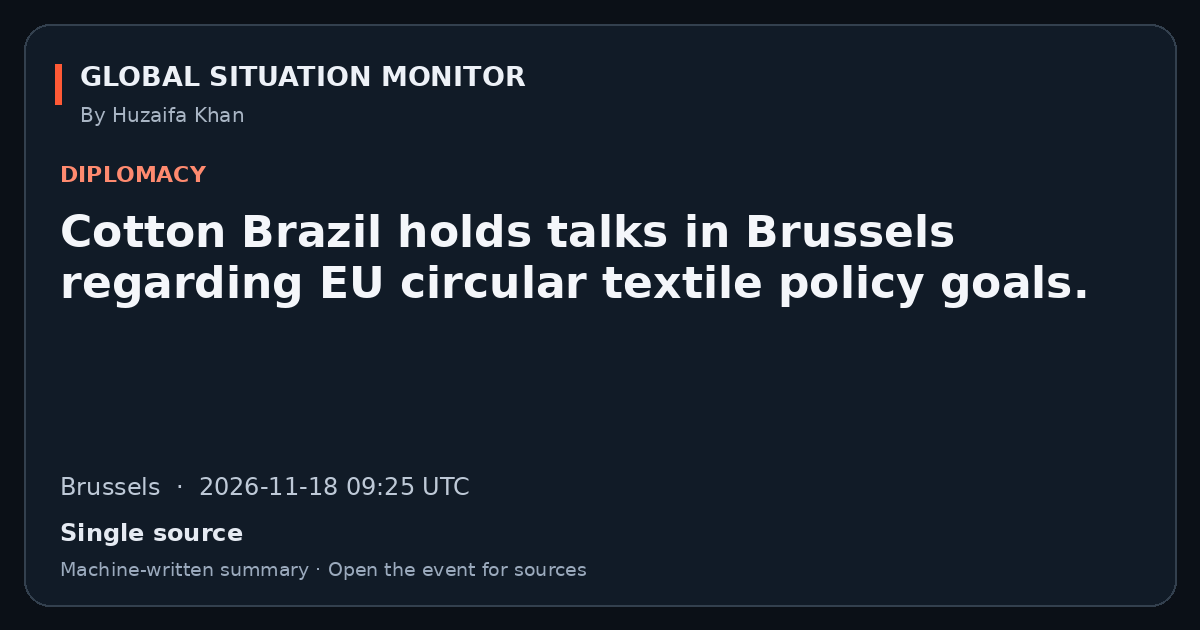 GLOBAL SITUATION MONITOR
By Huzaifa Khan
DIPLOMACY
Cotton Brazil holds talks in Brussels
regarding EU circular textile policy goals.
Brussels · 2026-11-18 09:25 UTC
Single source
Machine-written summary · Open the event for sources